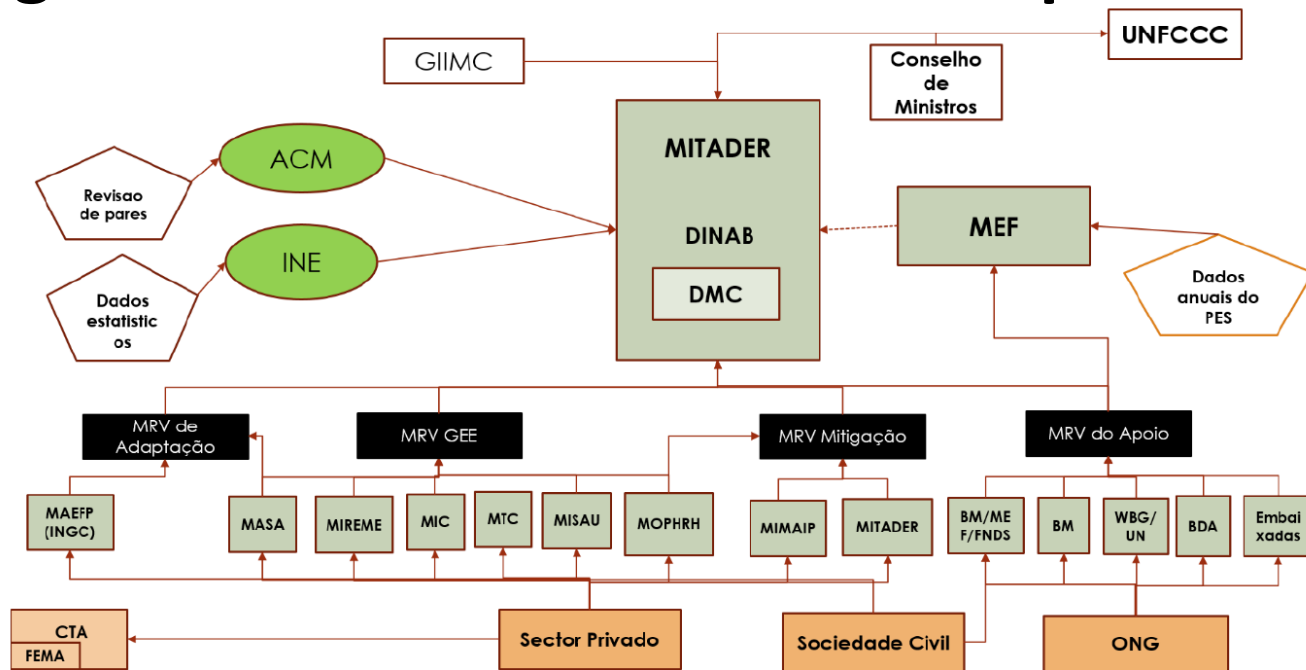 UNFCCC
GIIMC
Conselho
de
Ministros
MITADER
ACM
Revisao
de pares
DINAB
MEF
INE
DMC
Dados
estatistic
os
Dados
anuais do
PES
MRV de
Adaptação
MRV GEE
MRV Mitigação
MRV do Apoio
MAEFP
(INGC)
MASA
MIREME
MIC
MTC
MISAU
MOPHRH
MIMAIP
MITADER
BM/ME
F/FNDS
BM
WBG/
UN
BDA
Embai
xadas
CTA
FEMA
Sector Privado
Sociedade Civil
ONG